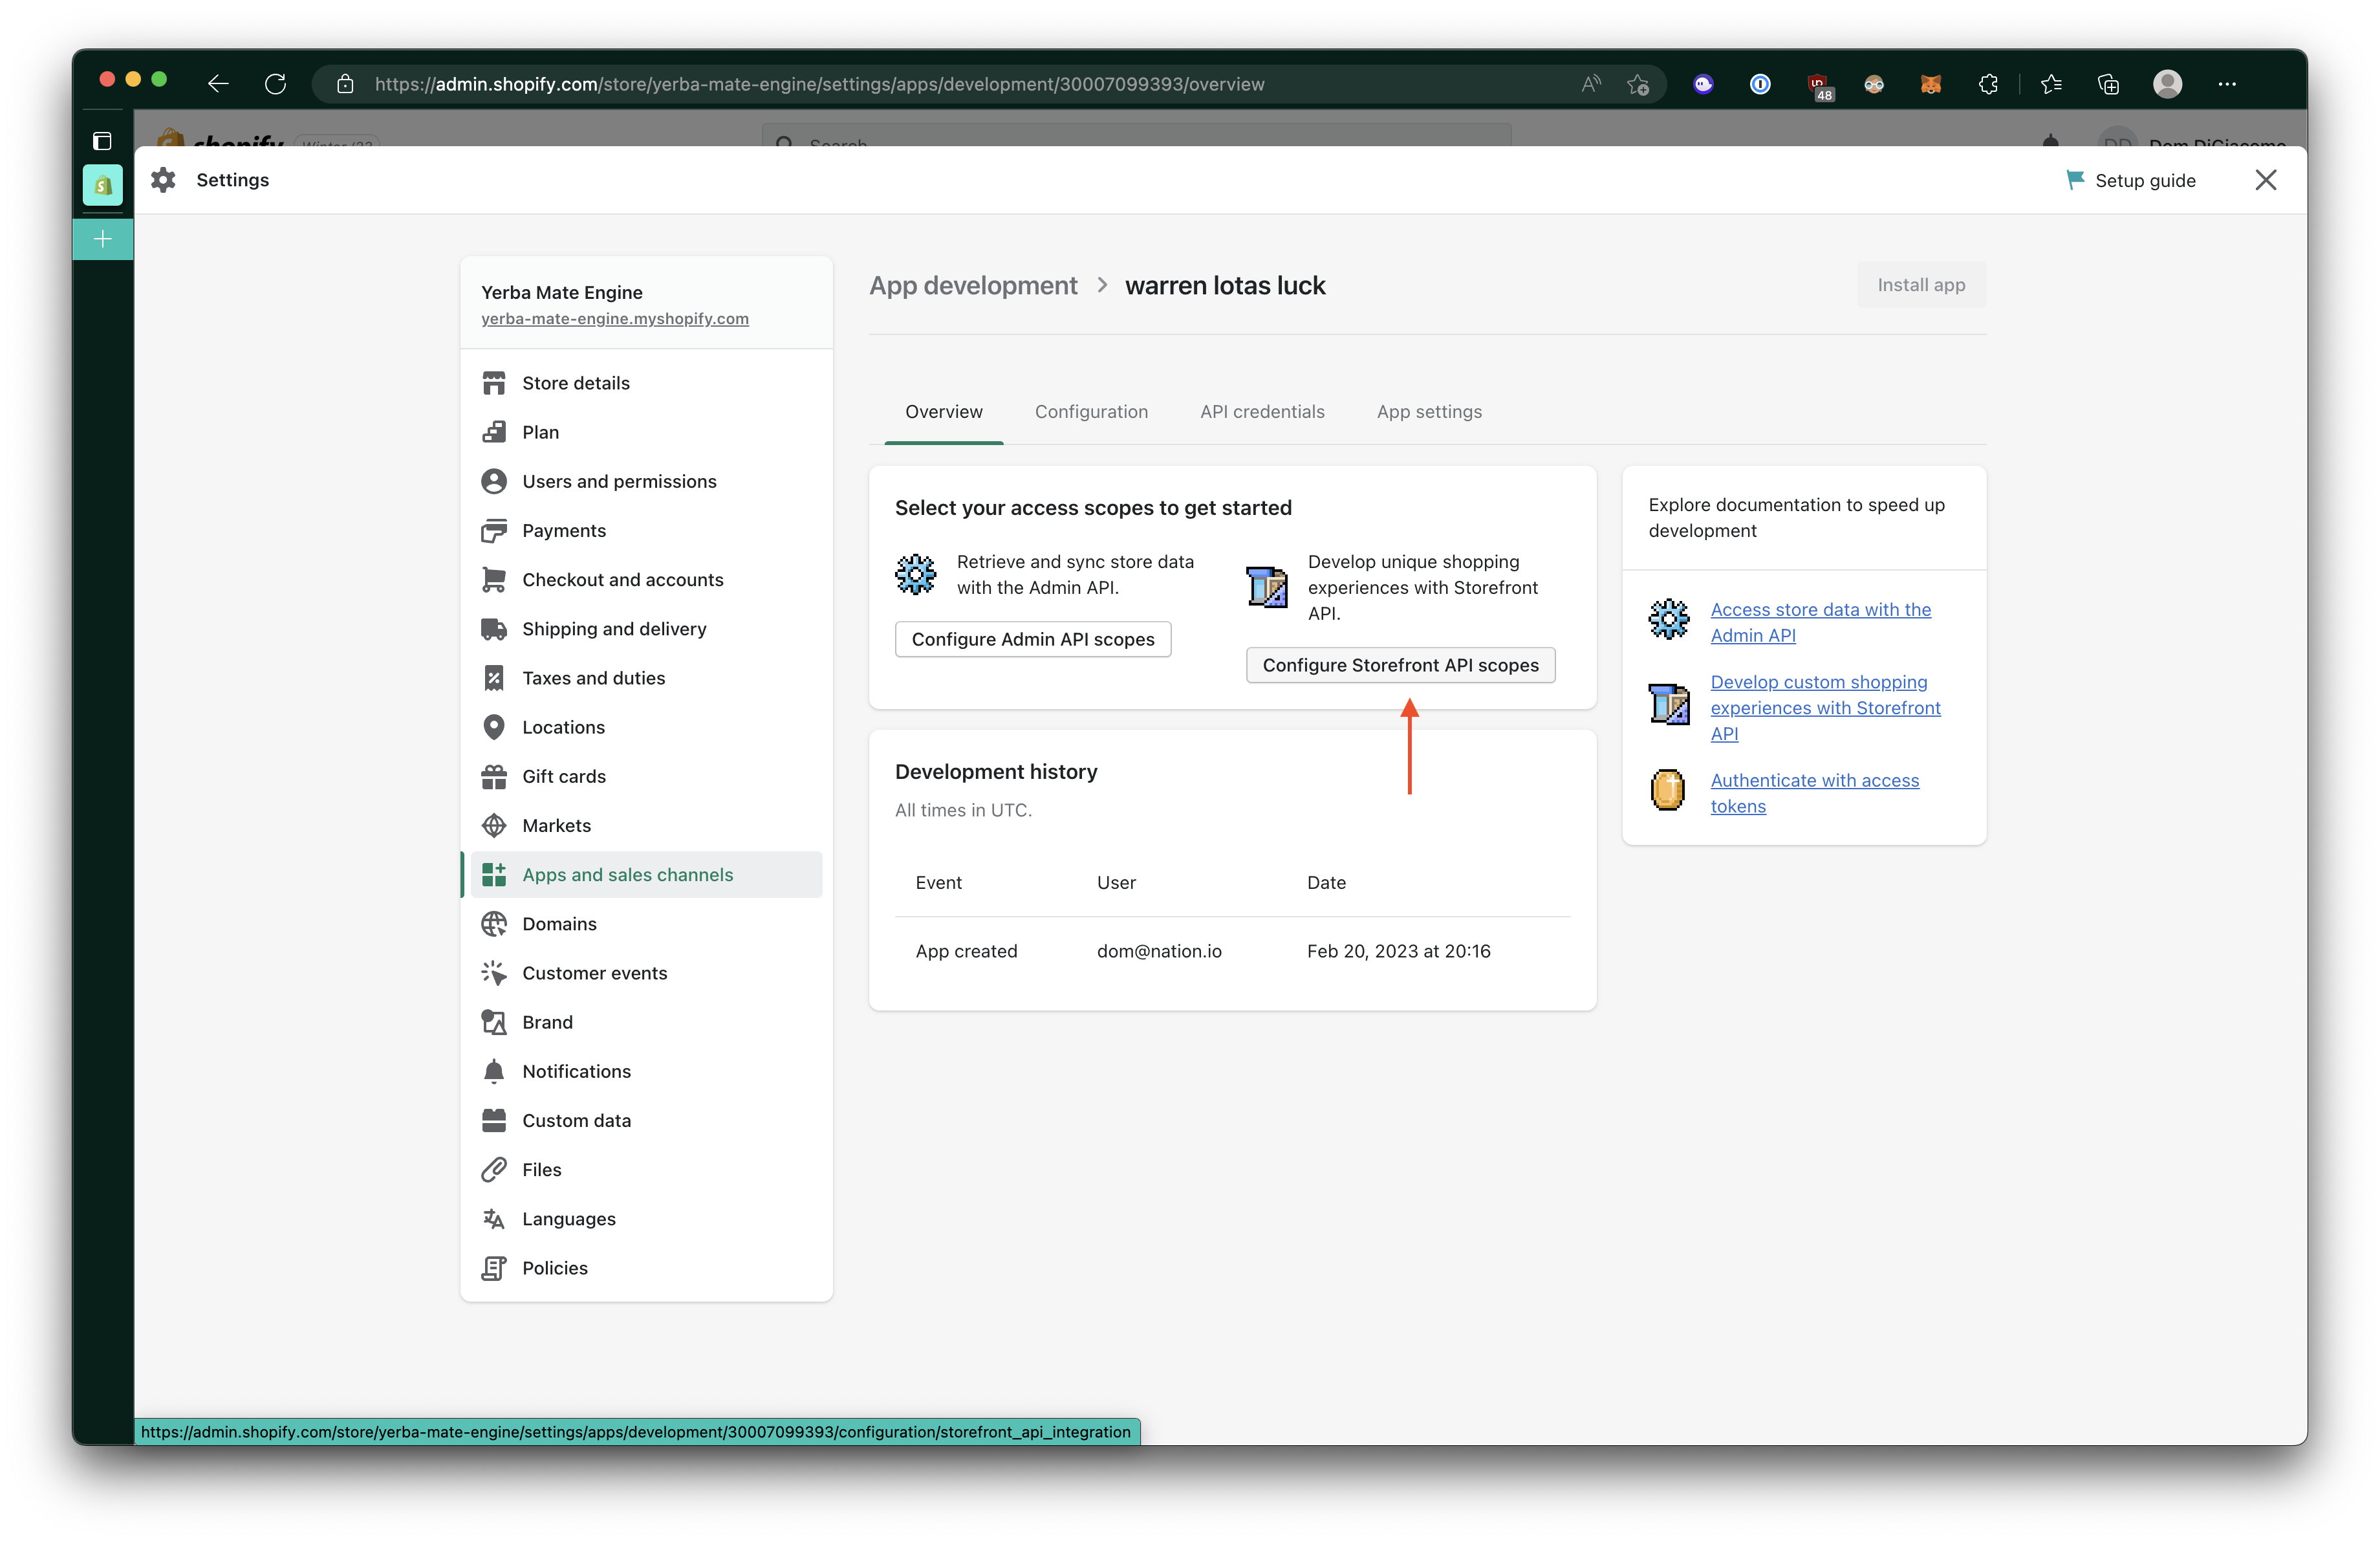 https://admin.shopify.com/store/yerba-mate-engine/settings/apps/development/30007099393/overview
48
shopify
Winter '23
Search
DD
Dom DiGiacomo
Settings
Setup guide
Yerba Mate Engine
yerba-mate-engine.myshopify.com
Store details
Plan
Users and permissions
Payments
Checkout and accounts
Shipping and delivery
Taxes and duties
Locations
Gift cards
Markets
Apps and sales channels
Domains
Customer events
Brand
Notifications
Custom data
Files
Languages
Policies
App development > warren lotas luck
Install app
Overview
Configuration
API credentials
App settings
Select your access scopes to get started
Retrieve and sync store data
with the Admin API.
Configure Admin API scopes
Develop unique shopping
experiences with Storefront
API.
Configure Storefront API scopes
Development history
All times in UTC.
Event User Date
App created dom@nation.io Feb 20, 2023 at 20:16
Explore documentation to speed up
development
Access store data with the
Admin API
Develop custom shopping
experiences with Storefront
API
Authenticate with access
tokens
https://admin.shopify.com/store/yerba-mate-engine/settings/apps/development/30007099393/configuration/storefront_api_integration